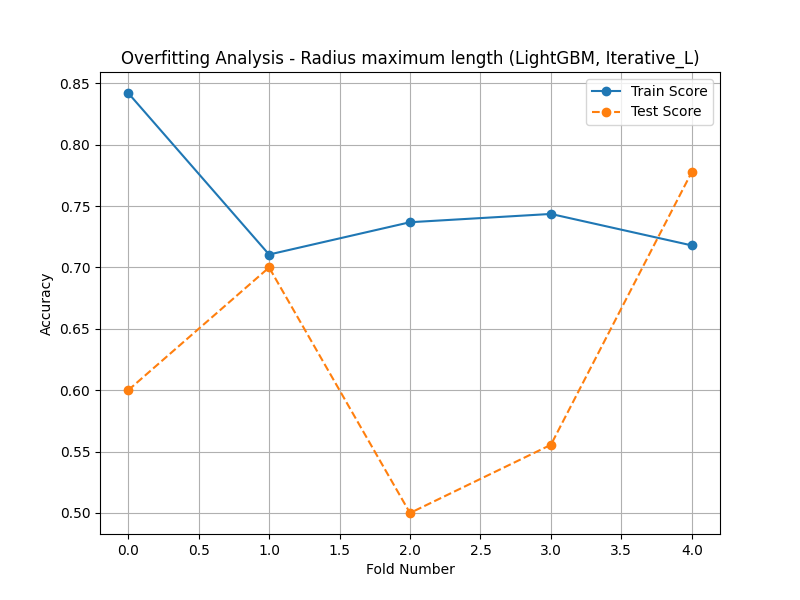 Overfitting Analysis - Radius maximum length (LightGBM, Iterative_L)
Train Score
Test Score
Accuracy
0.85
0.80
0.75
0.70
0.65
0.60
0.55
0.50
0.0 0.5 1.0 1.5 2.0 2.5 3.0 3.5 4.0
Fold Number